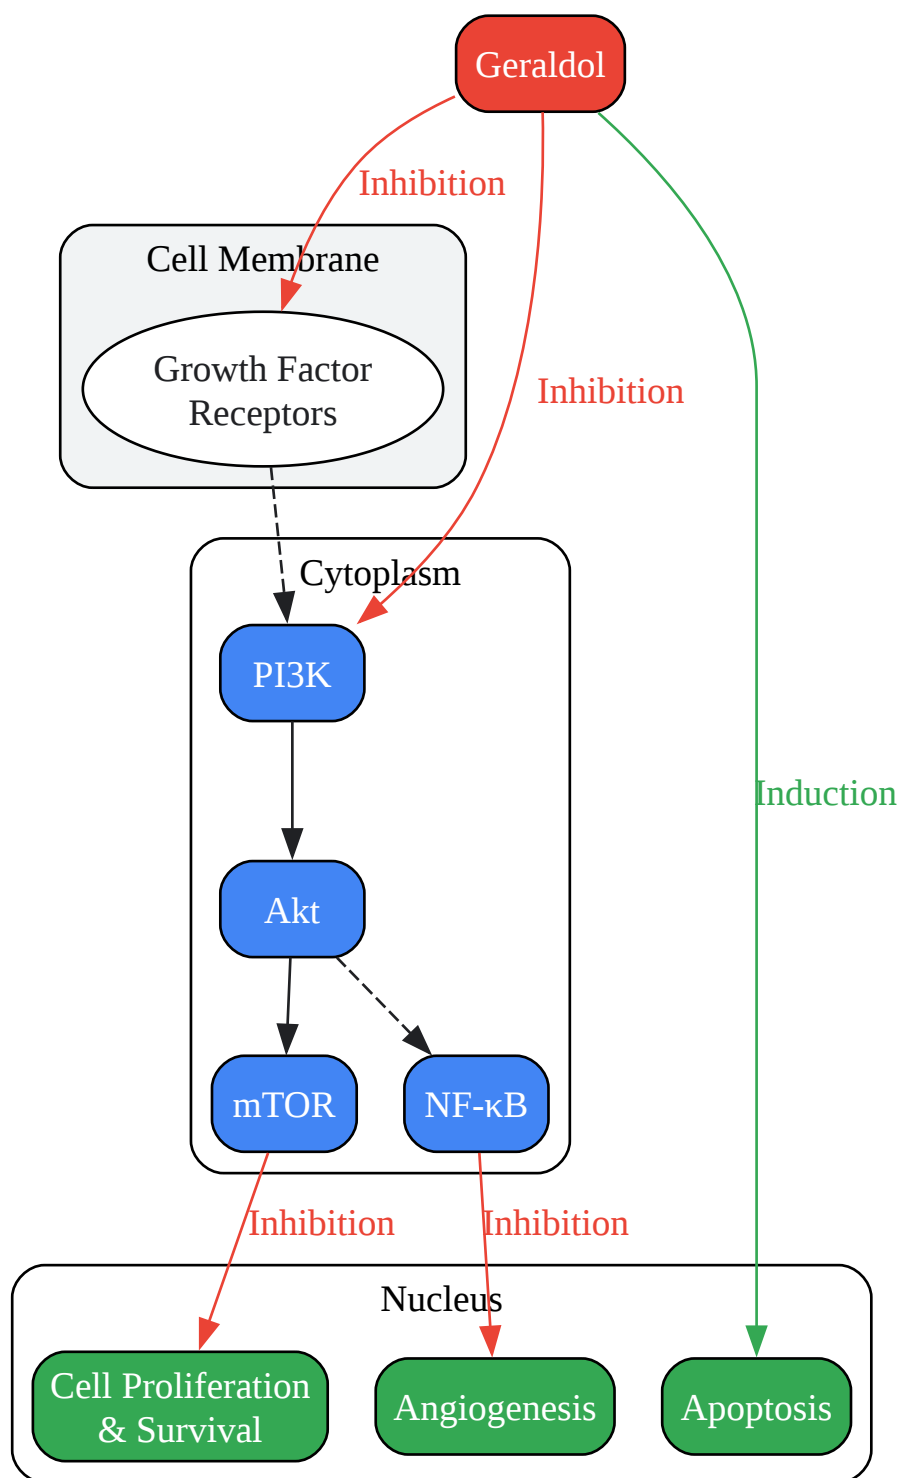 Geraldol
Inhibition
Cell Membrane
Growth Factor
Receptors
Inhibition
Cytoplasm
PI3K
Induction
Akt
mTOR
NF-κB
Inhibition
Inhibition
Nucleus
Cell Proliferation
& Survival
Angiogenesis
Apoptosis